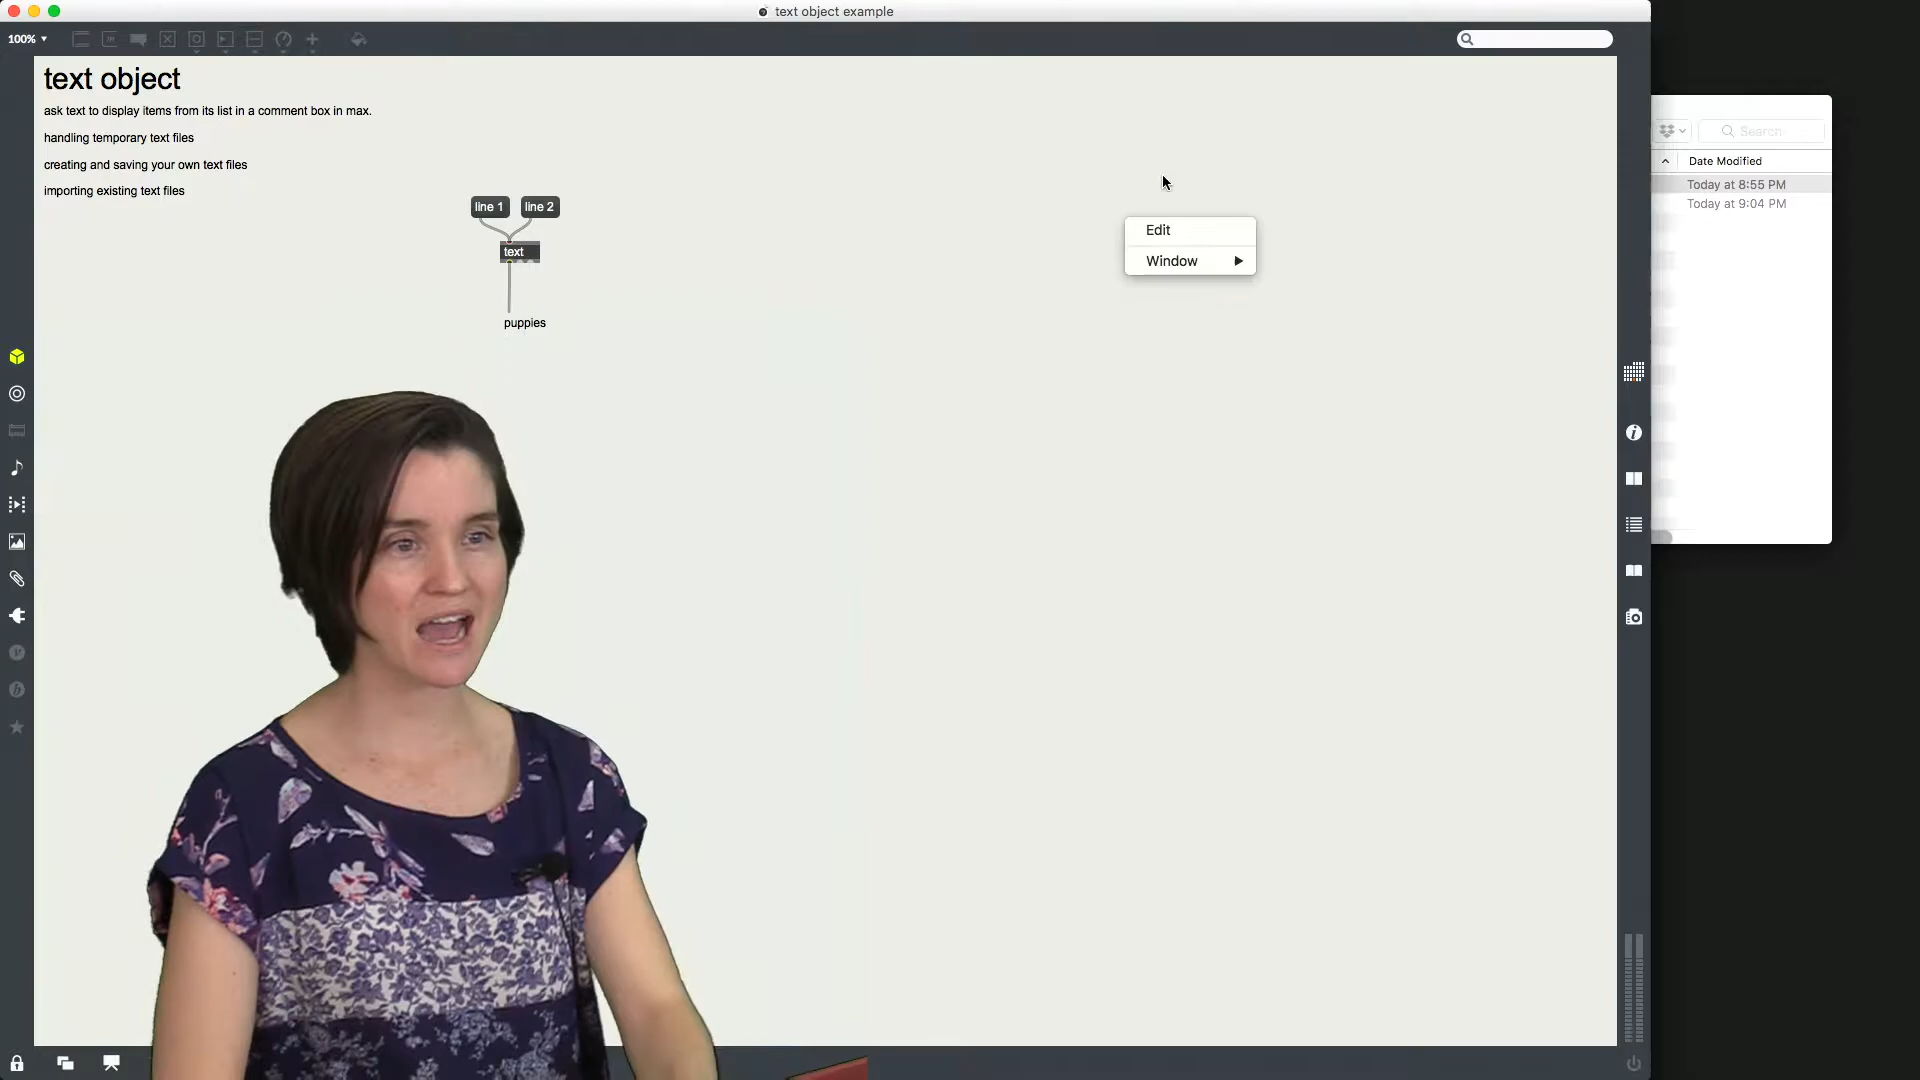 text object example
100%
text object
ask text to display items from its list in a comment box in max.
handling temporary text files
creating and saving your own text files
importing existing text files
line 1
line 2
text
puppies
Edit
Window
Search
Date Modified
Today at 8:55 PM
Today at 9:04 PM